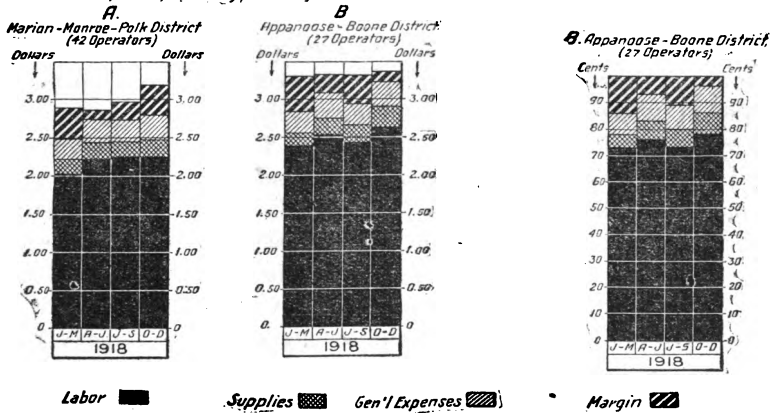 A.
Marion-Monroe-Polk District
(42 Operators)
Dollars Dollars
3.00 3.00
2.50 2.50
2.00 2.00
1.50 1.50
1.00 1.00
0.50 0.50
0 0
J-M A-J J-S O-D
1918
B
Appanoose-Boone District
(27 Operators)
Dollars Dollars
3.00 3.00
2.50 2.50
2.00 2.00
1.50 1.50
1.00 1.00
0.50 0.50
0. 0
J-M A-J J-S O-D
1918
B. Appanoose-Boone District
(27 Operators)
Cents Cents
90 90
80 80
70 70
60 60
50 50
40 40
30 30
20 20
10 10
0 0
J-M A-J J-S O-D
1918
Labor Supplies Gen'l Expenses Margin